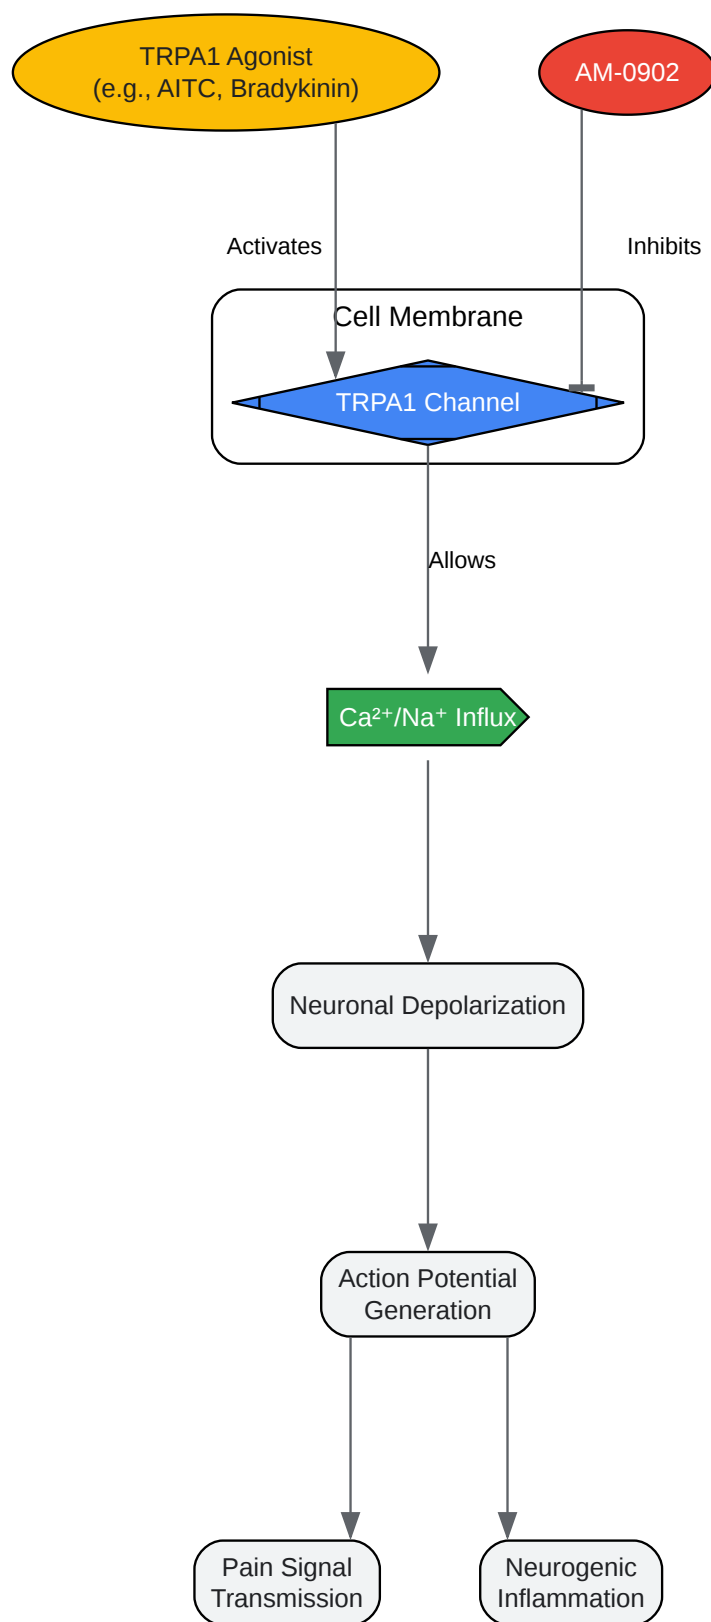 TRPA1 Agonist
(e.g., AITC, Bradykinin)
AM-0902
Activates
Inhibits
Cell Membrane
TRPA1 Channel
Allows
Ca²⁺/Na⁺ Influx
Neuronal Depolarization
Action Potential
Generation
Pain Signal
Transmission
Neurogenic
Inflammation